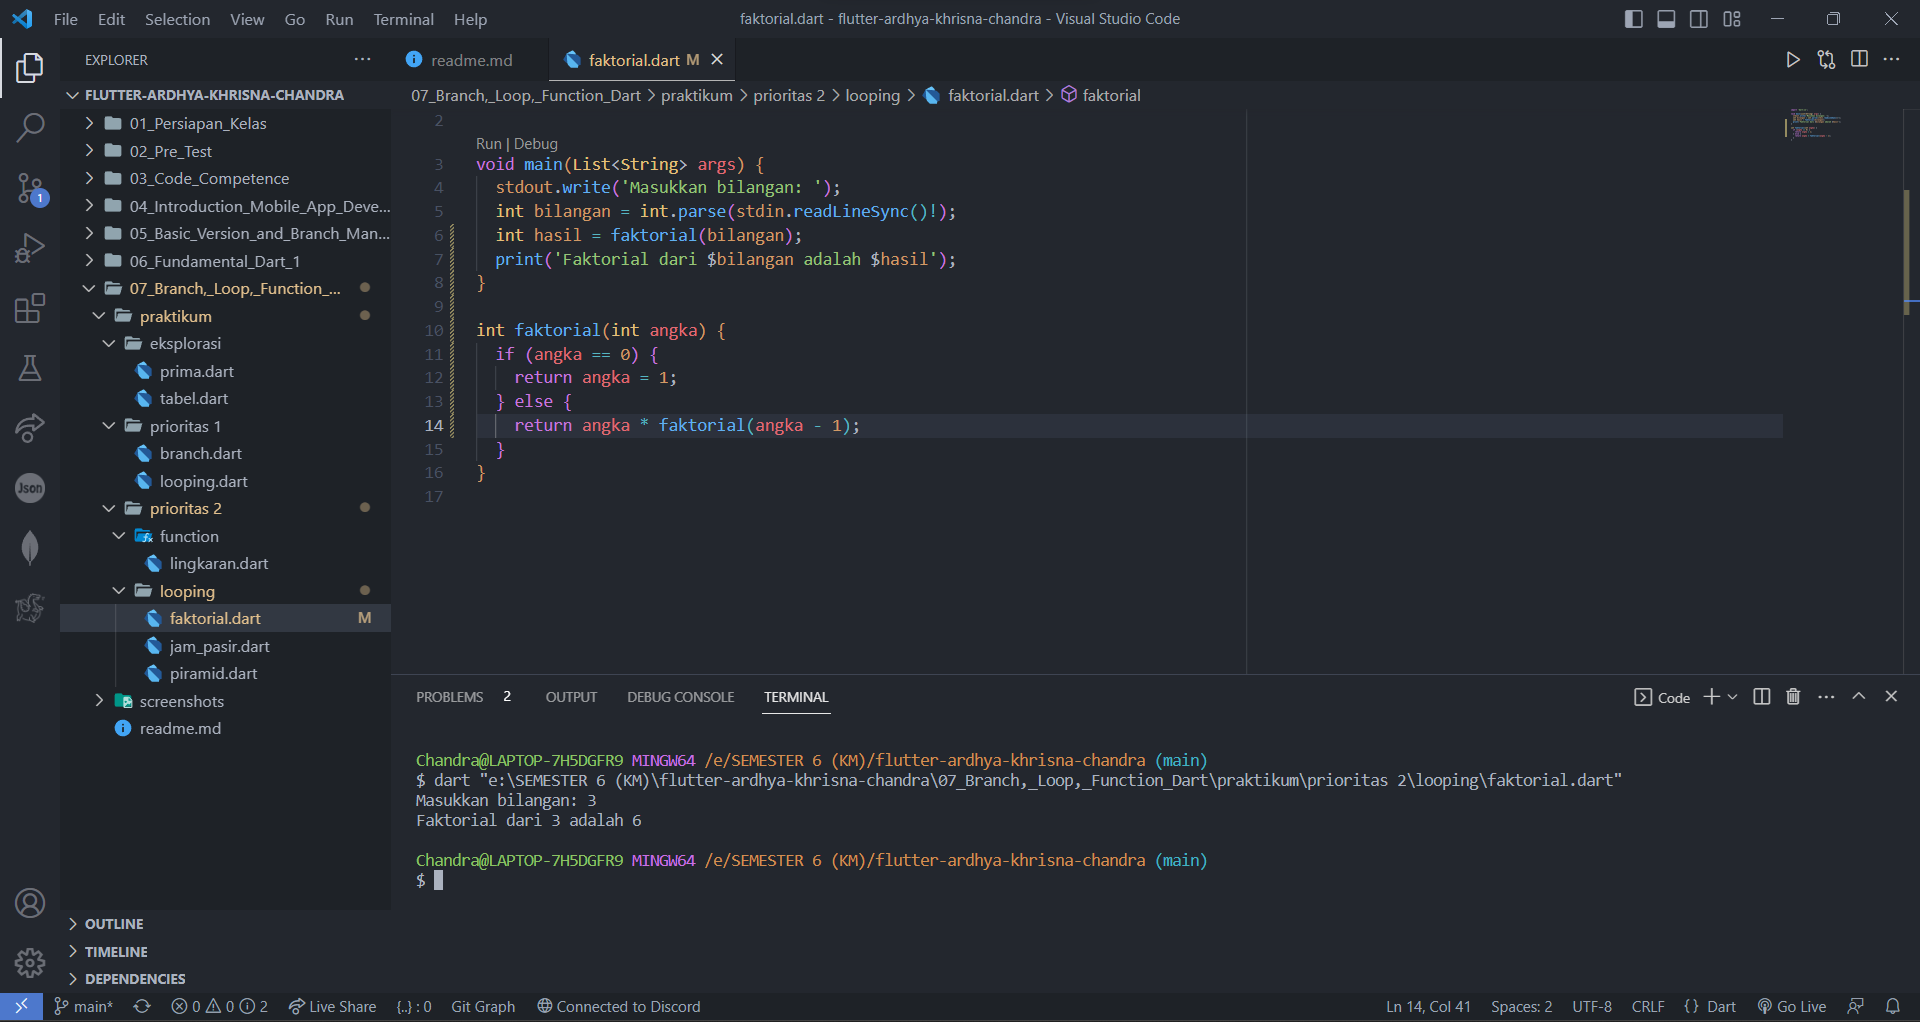 File Edit Selection View Go Run Terminal Help
faktorial.dart - flutter-ardhya-khrisna-chandra - Visual Studio Code
EXPLORER ···
readme.md
faktorial.dart M
FLUTTER-ARDHYA-KHRISNA-CHANDRA
07_Branch,_Loop,_Function_Dart > praktikum > prioritas 2 > looping > faktorial.dart > faktorial
01_Persiapan_Kelas
02_Pre_Test
03_Code_Competence
04_Introduction_Mobile_App_Deve...
05_Basic_Version_and_Branch_Man...
06_Fundamental_Dart_1
07_Branch,_Loop,_Function_...
praktikum
eksplorasi
prima.dart
tabel.dart
prioritas 1
branch.dart
looping.dart
prioritas 2
function
lingkaran.dart
looping
faktorial.dart M
jam_pasir.dart
piramid.dart
screenshots
readme.md
OUTLINE
TIMELINE
DEPENDENCIES
1
Json
2
Run | Debug
3 void main(List<String> args) {
4 stdout.write('Masukkan bilangan: ');
5 int bilangan = int.parse(stdin.readLineSync()!);
6 int hasil = faktorial(bilangan);
7 print('Faktorial dari $bilangan adalah $hasil');
8 }
9
10 int faktorial(int angka) {
11 if (angka == 0) {
12 return angka = 1;
13 } else {
14 return angka * faktorial(angka - 1);
15 }
16 }
17
PROBLEMS 2 OUTPUT DEBUG CONSOLE TERMINAL
Code
Chandra@LAPTOP-7H5DGFR9 MINGW64 /e/SEMESTER 6 (KM)/flutter-ardhya-khrisna-chandra (main)
$ dart "e:\SEMESTER 6 (KM)\flutter-ardhya-khrisna-chandra\07_Branch,_Loop,_Function_Dart\praktikum\prioritas 2\looping\faktorial.dart"
Masukkan bilangan: 3
Faktorial dari 3 adalah 6
Chandra@LAPTOP-7H5DGFR9 MINGW64 /e/SEMESTER 6 (KM)/flutter-ardhya-khrisna-chandra (main)
$
main* 0 0 2 Live Share {..} : 0 Git Graph Connected to Discord
Ln 14, Col 41 Spaces: 2 UTF-8 CRLF {} Dart Go Live